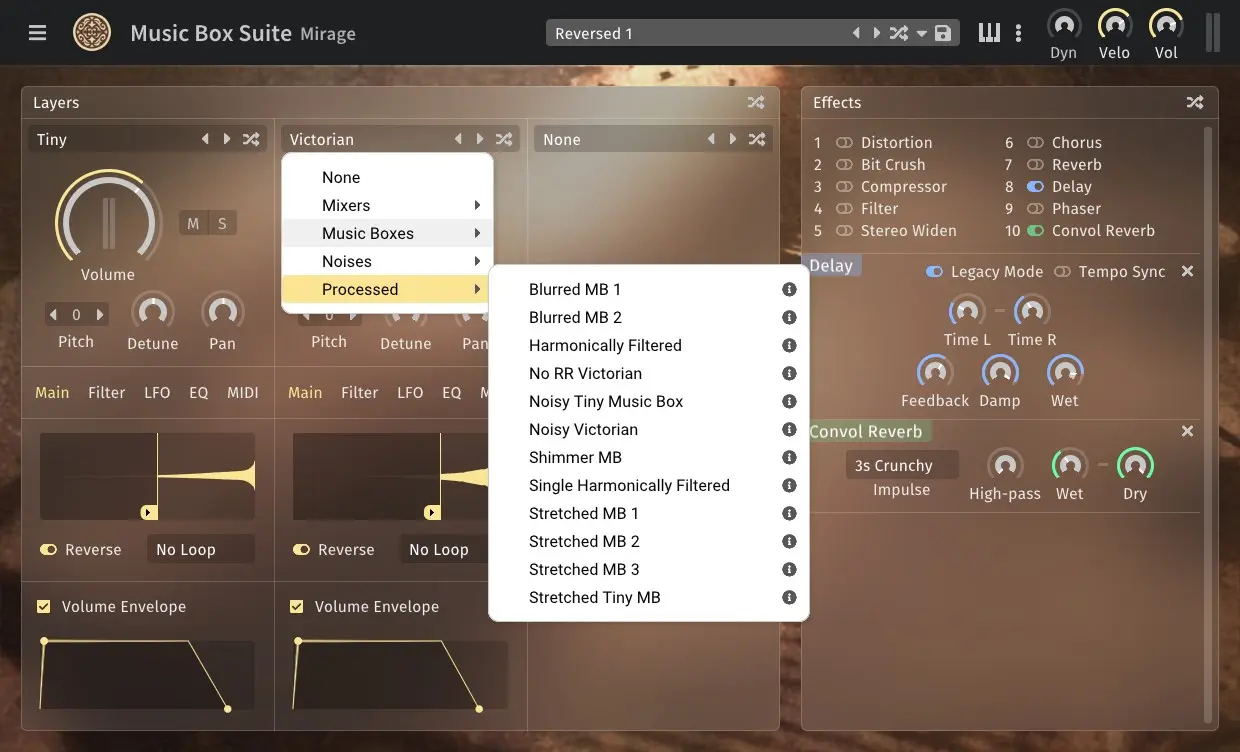 Music Box Suite Mirage
Reversed 1
Dyn Velo Vol
Layers
Tiny
Volume
M S
0
Pitch Detune Pan
Main Filter LFO EQ MIDI
Reverse No Loop
Volume Envelope
Victorian
None
Mixers
Music Boxes
Noises
Processed
Blurred MB 1
Blurred MB 2
Harmonically Filtered
No RR Victorian
Noisy Tiny Music Box
Noisy Victorian
Shimmer MB
Single Harmonically Filtered
Stretched MB 1
Stretched MB 2
Stretched MB 3
Stretched Tiny MB
0
Pitch Detune Pan
Main Filter LFO EQ M
Reverse No Loop
Volume Envelope
None
Effects
1 Distortion
2 Bit Crush
3 Compressor
4 Filter
5 Stereo Widen
6 Chorus
7 Reverb
8 Delay
9 Phaser
10 Convol Reverb
Delay Legacy Mode Tempo Sync
Time L Time R
Feedback Damp Wet
Convol Reverb
3s Crunchy
Impulse High-pass Wet Dry